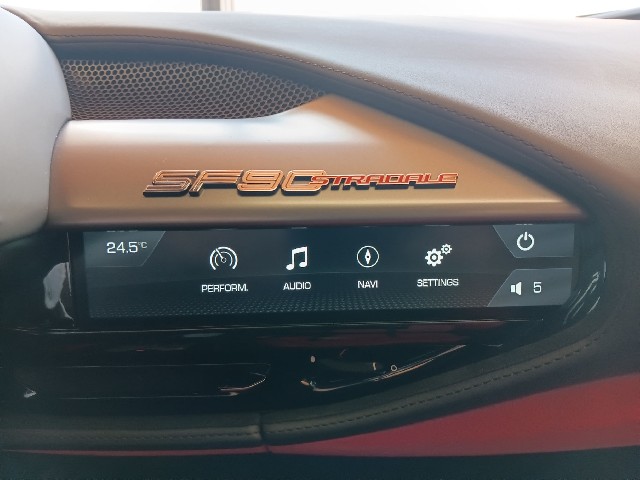 SF90 STRADALE
24.5°C
PERFORM.
AUDIO
NAVI
SETTINGS
5